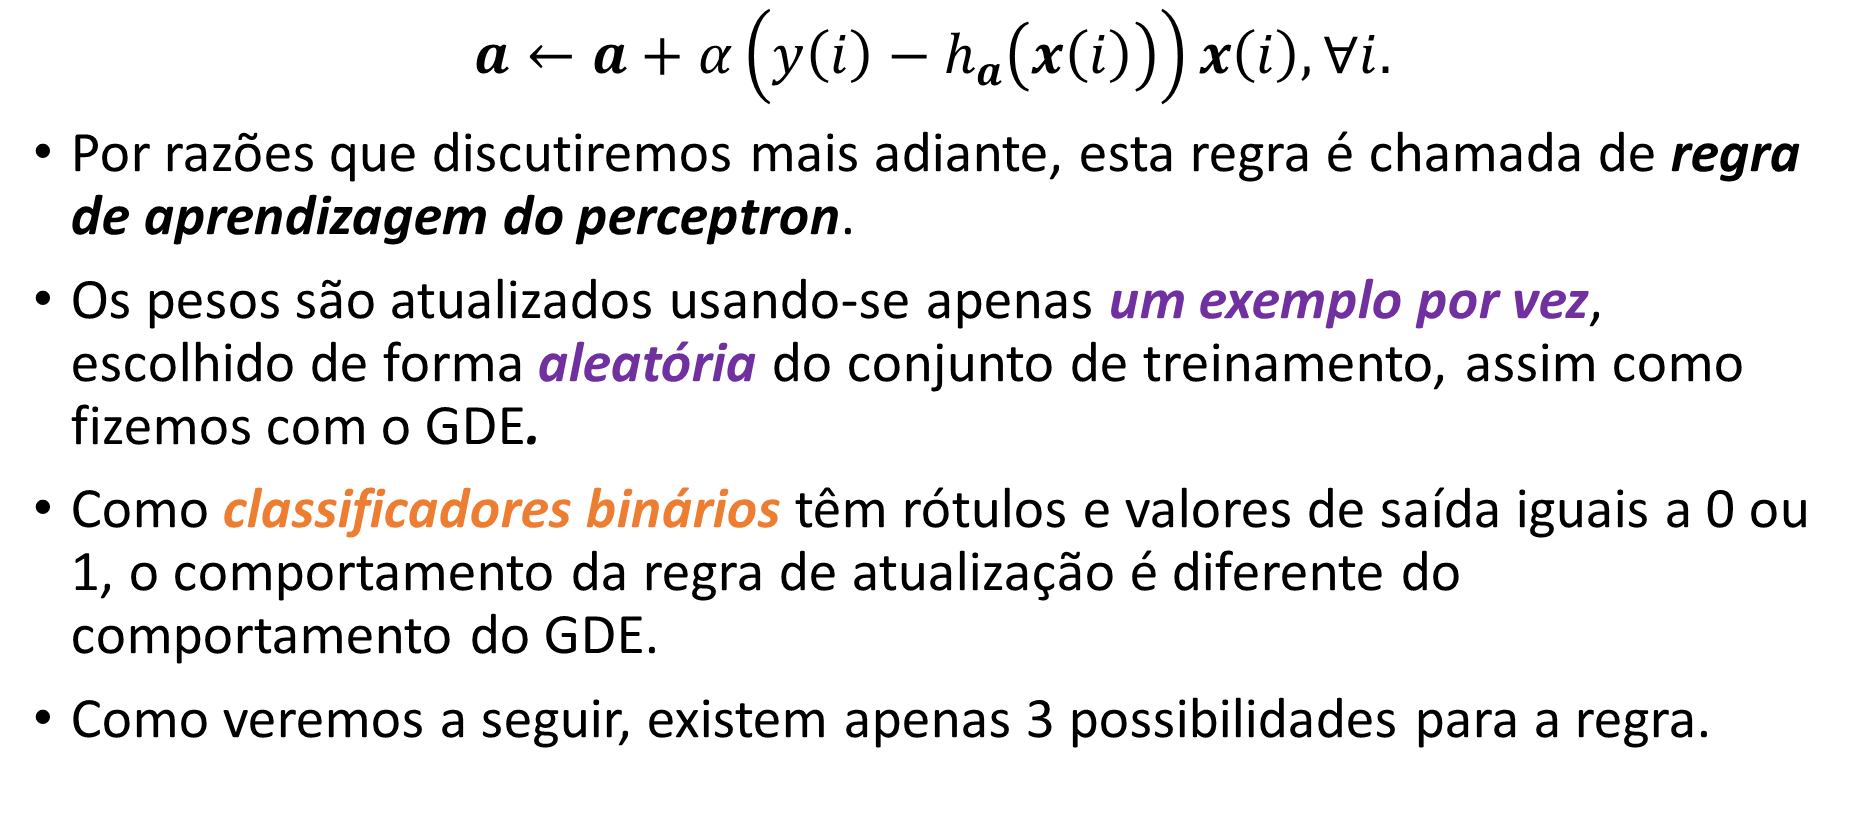 𝒂 ← 𝒂 + 𝛼 (𝑦(𝑖) − ℎ𝒂(𝒙(𝑖))) 𝒙(𝑖), ∀𝑖.
• Por razões que discutiremos mais adiante, esta regra é chamada de regra
de aprendizagem do perceptron.
• Os pesos são atualizados usando-se apenas um exemplo por vez,
escolhido de forma aleatória do conjunto de treinamento, assim como
fizemos com o GDE.
• Como classificadores binários têm rótulos e valores de saída iguais a 0 ou
1, o comportamento da regra de atualização é diferente do
comportamento do GDE.
• Como veremos a seguir, existem apenas 3 possibilidades para a regra.